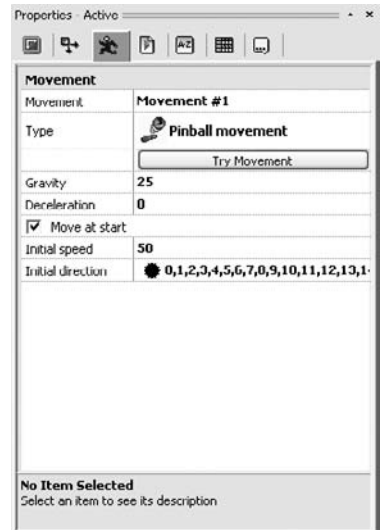 Properties - Active
A-Z
Movement
Movement Movement #1
Type Pinball movement
Try Movement
Gravity 25
Deceleration 0
Move at start
Initial speed 50
Initial direction 0,1,2,3,4,5,6,7,8,9,10,11,12,13,1
No Item Selected
Select an item to see its description